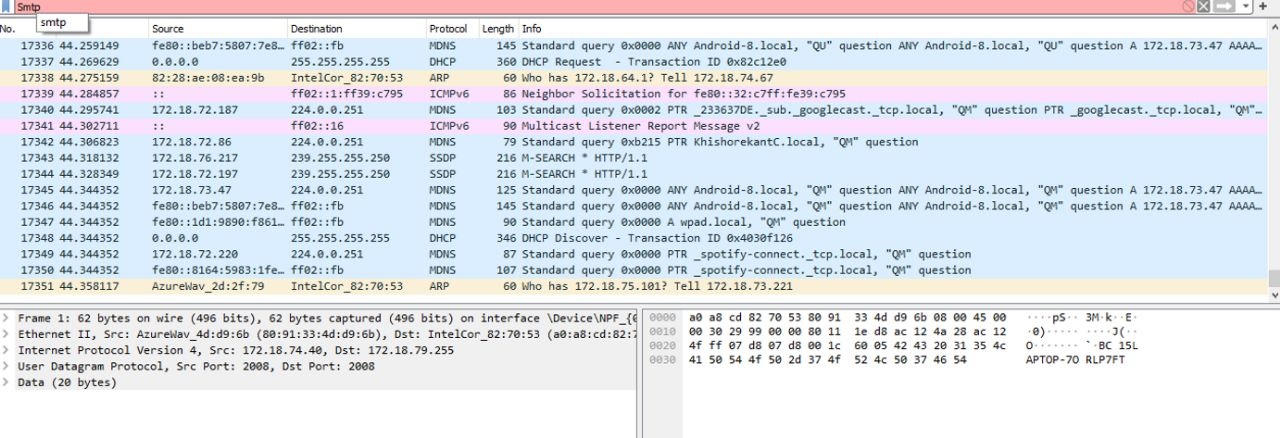 Smtp
smtp
No. Source Destination Protocol Length Info
17336 44.259149 fe80::beb7:5807:7e8… ff02::fb MDNS 145 Standard query 0x0000 ANY Android-8.local, "QU" question ANY Android-8.local, "QU" question A 172.18.73.47 AAAA…
17337 44.269629 0.0.0.0 255.255.255.255 DHCP 360 DHCP Request - Transaction ID 0x82c12e0
17338 44.275159 82:28:ae:08:ea:9b IntelCor_82:70:53 ARP 60 Who has 172.18.64.1? Tell 172.18.74.67
17339 44.284857 :: ff02::1:ff39:c795 ICMPv6 86 Neighbor Solicitation for fe80::32:c7ff:fe39:c795
17340 44.295741 172.18.72.187 224.0.0.251 MDNS 103 Standard query 0x0002 PTR _233637DE._sub._googlecast._tcp.local, "QM" question PTR _googlecast._tcp.local, "QM"…
17341 44.302711 :: ff02::16 ICMPv6 90 Multicast Listener Report Message v2
17342 44.306823 172.18.72.86 224.0.0.251 MDNS 79 Standard query 0xb215 PTR KhishorekantC.local, "QM" question
17343 44.318132 172.18.76.217 239.255.255.250 SSDP 216 M-SEARCH * HTTP/1.1
17344 44.328349 172.18.72.197 239.255.255.250 SSDP 216 M-SEARCH * HTTP/1.1
17345 44.344352 172.18.73.47 224.0.0.251 MDNS 125 Standard query 0x0000 ANY Android-8.local, "QM" question ANY Android-8.local, "QM" question A 172.18.73.47 AAAA…
17346 44.344352 fe80::beb7:5807:7e8… ff02::fb MDNS 145 Standard query 0x0000 ANY Android-8.local, "QM" question ANY Android-8.local, "QM" question A 172.18.73.47 AAAA…
17347 44.344352 fe80::1d1:9890:f861… ff02::fb MDNS 90 Standard query 0x0000 A wpad.local, "QM" question
17348 44.344352 0.0.0.0 255.255.255.255 DHCP 346 DHCP Discover - Transaction ID 0x4030f126
17349 44.344352 172.18.72.220 224.0.0.251 MDNS 87 Standard query 0x0000 PTR _spotify-connect._tcp.local, "QM" question
17350 44.344352 fe80::8164:5983:1fe… ff02::fb MDNS 107 Standard query 0x0000 PTR _spotify-connect._tcp.local, "QM" question
17351 44.358117 AzureWav_2d:2f:79 IntelCor_82:70:53 ARP 60 Who has 172.18.75.101? Tell 172.18.73.221
Frame 1: 62 bytes on wire (496 bits), 62 bytes captured (496 bits) on interface \Device\NPF_{0
Ethernet II, Src: AzureWav_4d:d9:6b (80:91:33:4d:d9:6b), Dst: IntelCor_82:70:53 (a0:a8:cd:82:7
Internet Protocol Version 4, Src: 172.18.74.40, Dst: 172.18.79.255
User Datagram Protocol, Src Port: 2008, Dst Port: 2008
Data (20 bytes)
0000 a0 a8 cd 82 70 53 80 91 33 4d d9 6b 08 00 45 00 ····pS·· 3M·k··E·
0010 00 30 29 99 00 00 80 11 1e d8 ac 12 4a 28 ac 12 ·0)····· ····J(··
0020 4f ff 07 d8 07 d8 00 1c 60 05 42 43 20 31 35 4c O······· `·BC 15L
0030 41 50 54 4f 50 2d 37 4f 52 4c 50 37 46 54 APTOP-7O RLP7FT